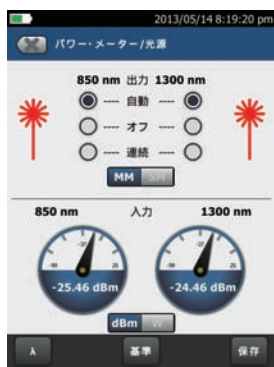 2013/05/14 8:19:20 pm
パワー・メーター/光源
850 nm 出力 1300 nm
---- 自動 ----
---- オフ ----
---- 連続 ----
MM SM
850 nm 入力 1300 nm
-25.46 dBm -24.46 dBm
dBm W
λ 基準 保存